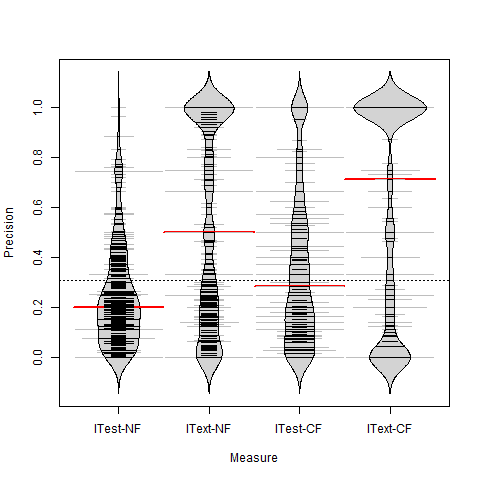 Precision
1.0
0.8
0.6
0.4
0.2
0.0
ITest-NF
IText-NF
ITest-CF
IText-CF
Measure